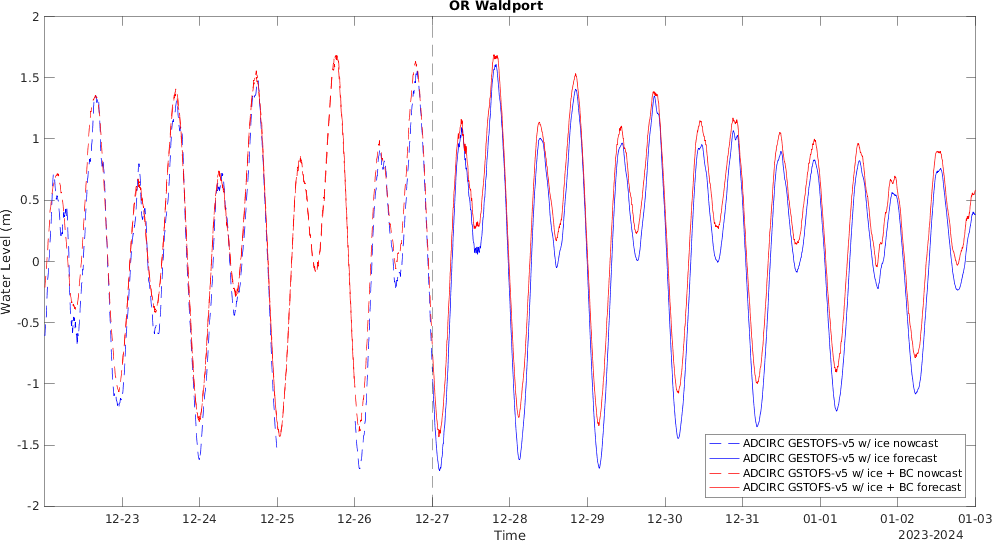 OR Waldport
2
1.5
1
0.5
0
-0.5
-1
-1.5
-2
Water Level (m)
12-23 12-24 12-25 12-26 12-27 12-28 12-29 12-30 12-31 01-01 01-02 01-03
Time
2023-2024
ADCIRC GESTOFS-v5 w/ ice nowcast
ADCIRC GESTOFS-v5 w/ ice forecast
ADCIRC GSTOFS-v5 w/ ice + BC nowcast
ADCIRC GSTOFS-v5 w/ ice + BC forecast